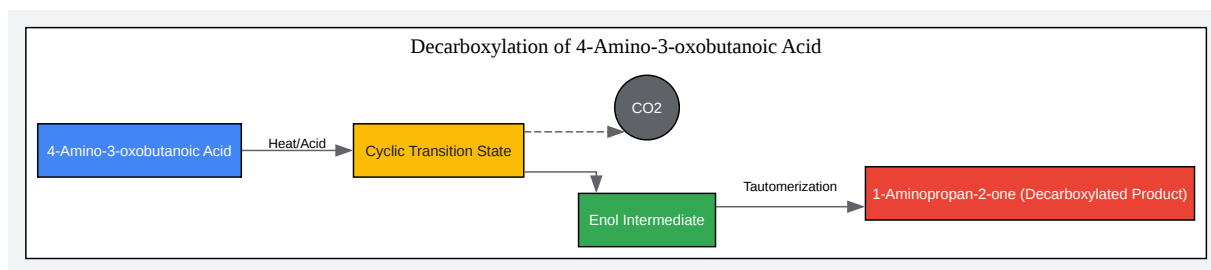 Decarboxylation of 4-Amino-3-oxobutanoic Acid
CO2
4-Amino-3-oxobutanoic Acid
Heat/Acid
Cyclic Transition State
Enol Intermediate
Tautomerization
1-Aminopropan-2-one (Decarboxylated Product)